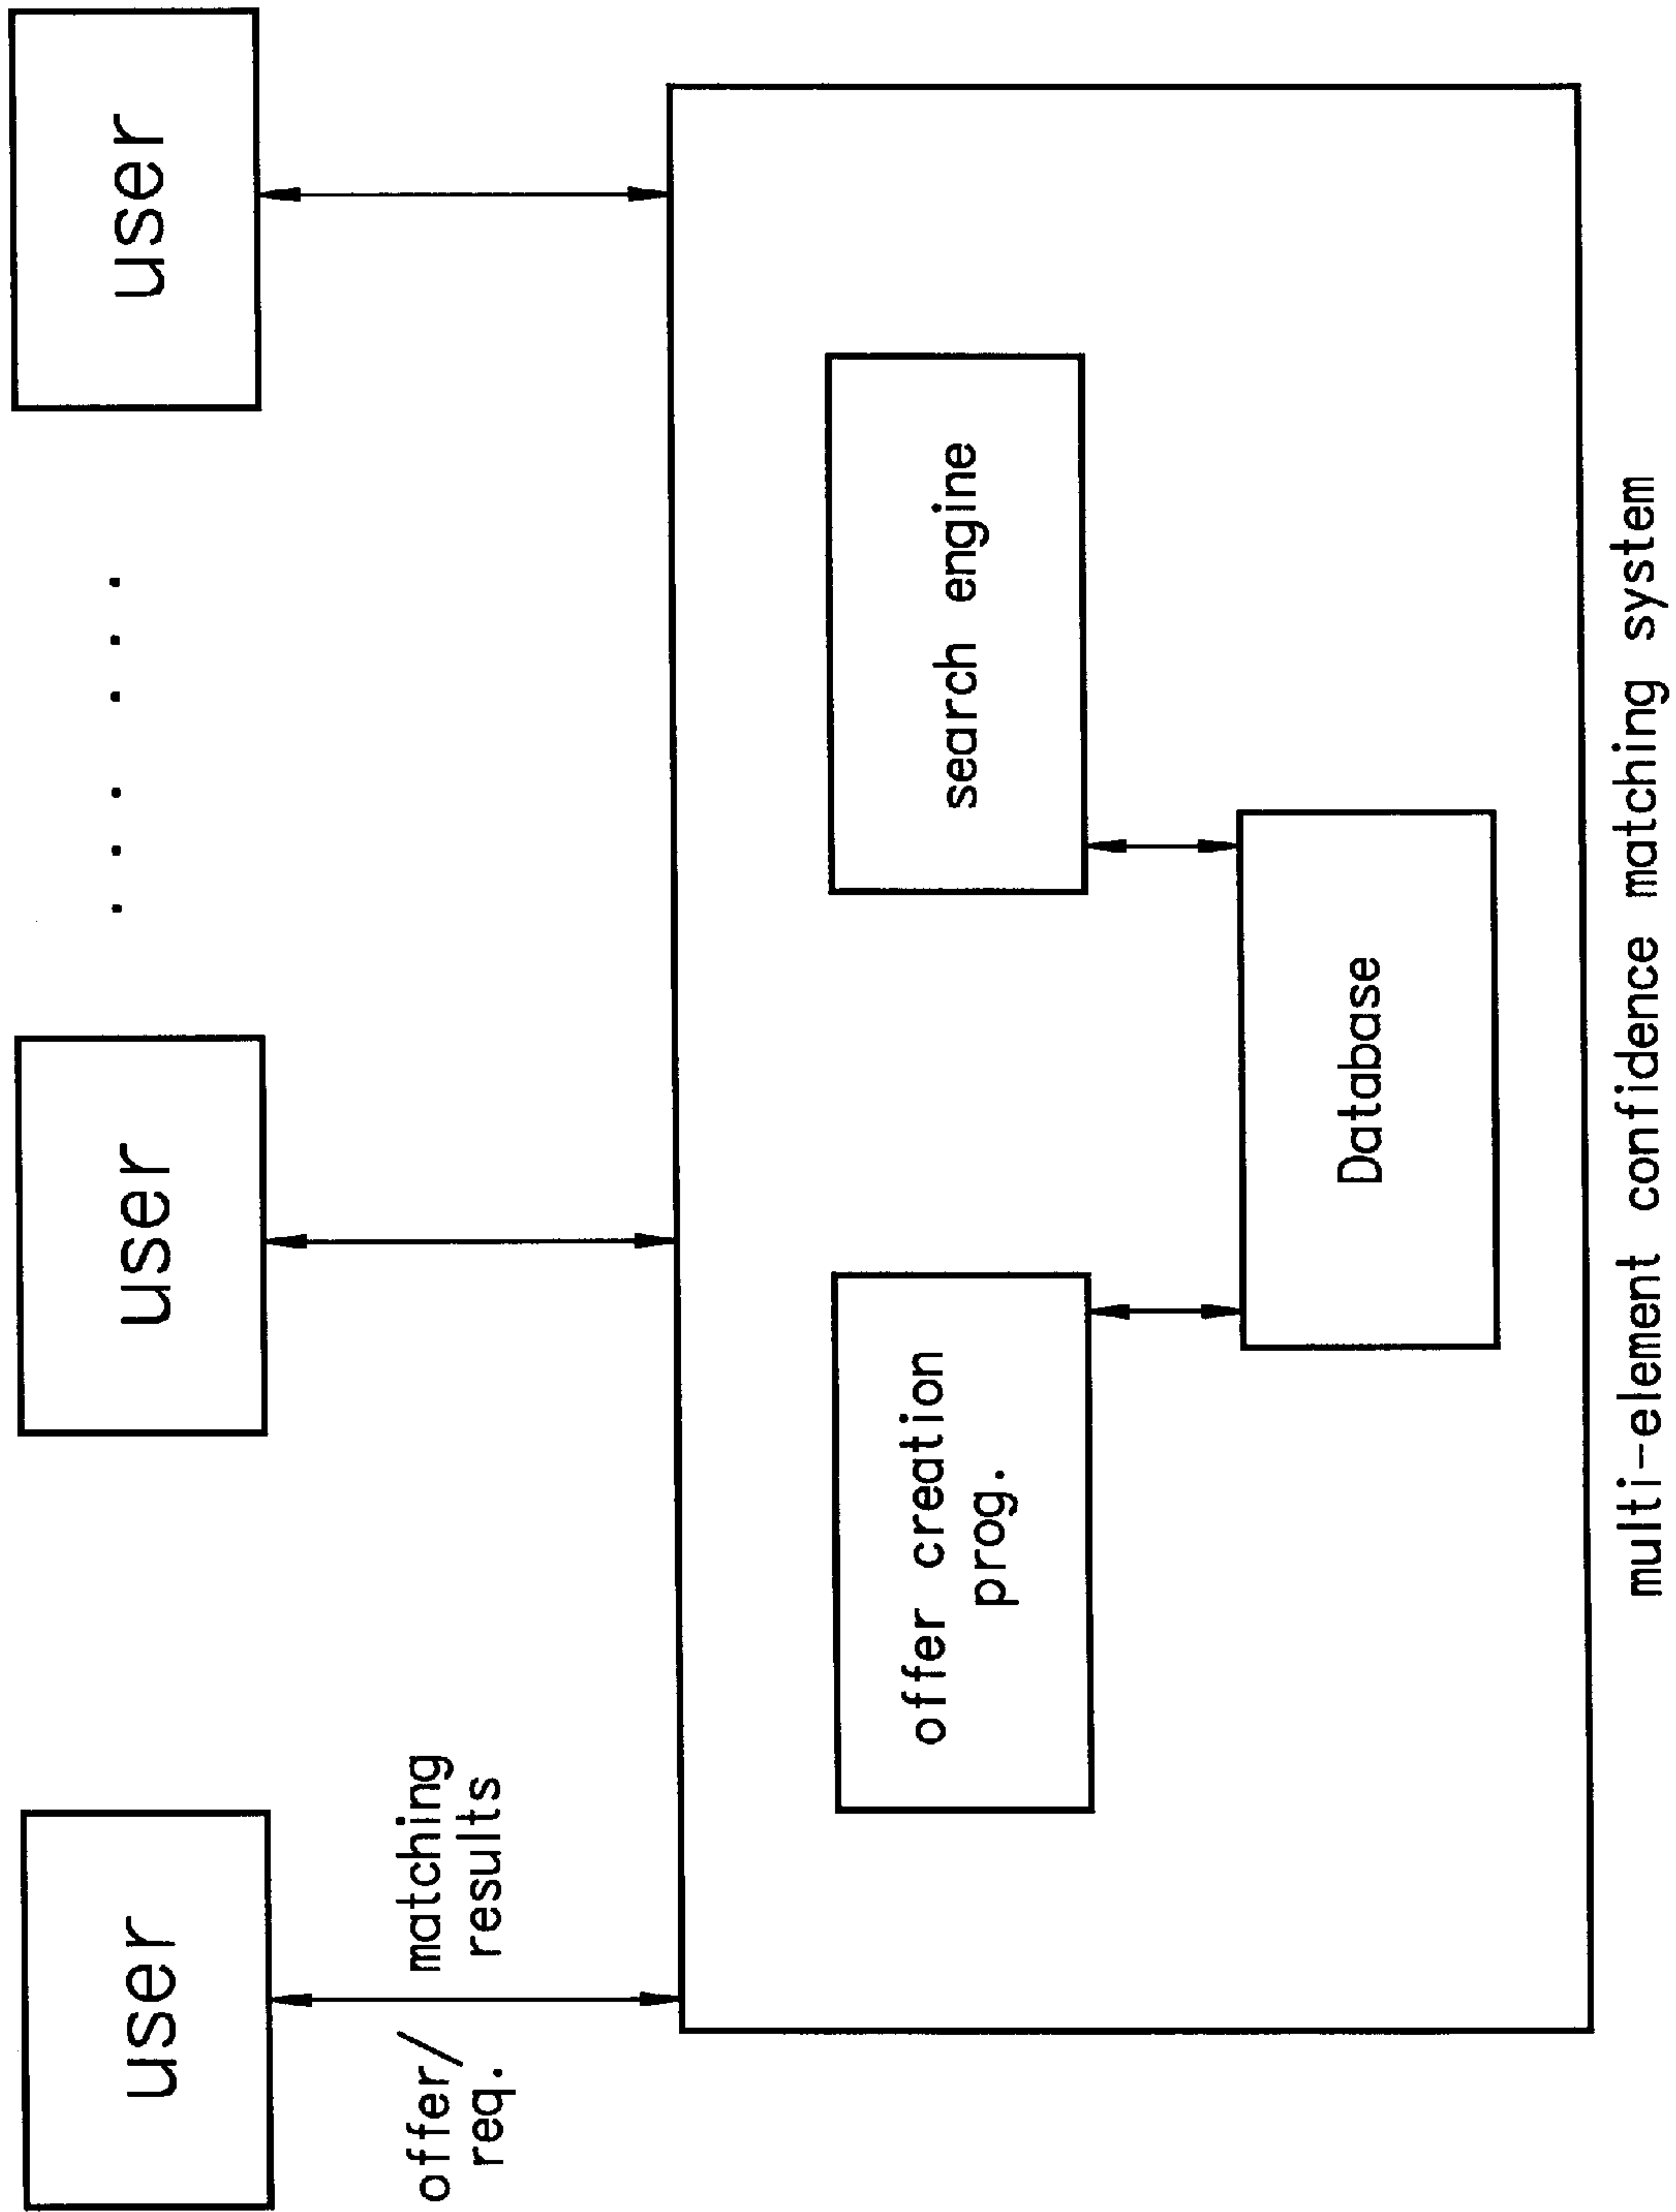 user
user
user
offer/
req.
matching
results
offer creation
prog.
search engine
Database
multi-element confidence matching system